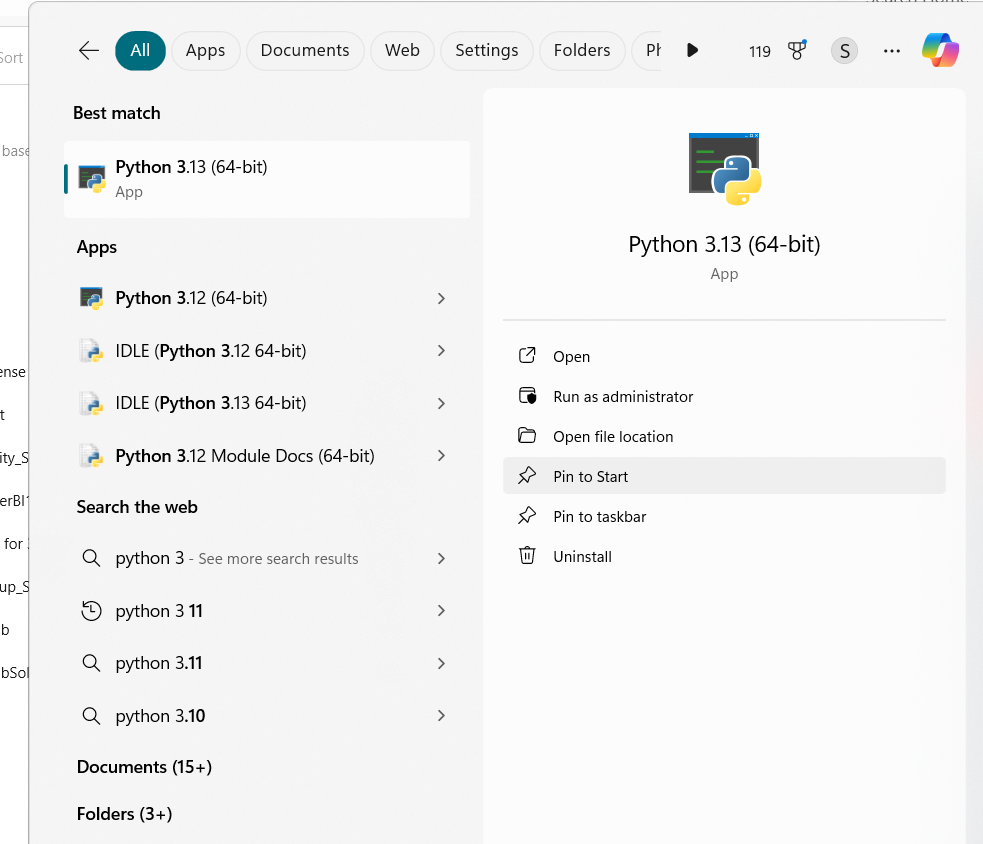 All
Apps
Documents
Web
Settings
Folders
119
S
Sort
base
Best match
Python 3.13 (64-bit)
App
Apps
Python 3.12 (64-bit)
IDLE (Python 3.12 64-bit)
IDLE (Python 3.13 64-bit)
Python 3.12 Module Docs (64-bit)
Search the web
python 3 - See more search results
python 3 11
python 3.11
python 3.10
Documents (15+)
Folders (3+)
Python 3.13 (64-bit)
App
Open
Run as administrator
Open file location
Pin to Start
Pin to taskbar
Uninstall
ense
t
ity_S
erBI
for
up_S
b
bSol